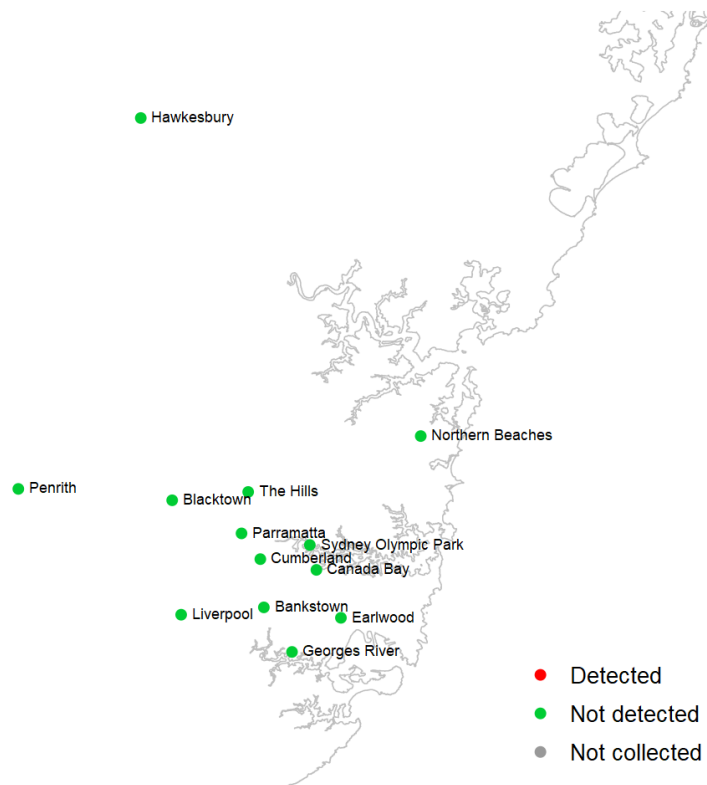 Hawkesbury
Northern Beaches
Penrith
The Hills
Blacktown
Parramatta
Sydney Olympic Park
Cumberland
Canada Bay
Bankstown
Liverpool
Earlwood
Georges River
Detected
Not detected
Not collected